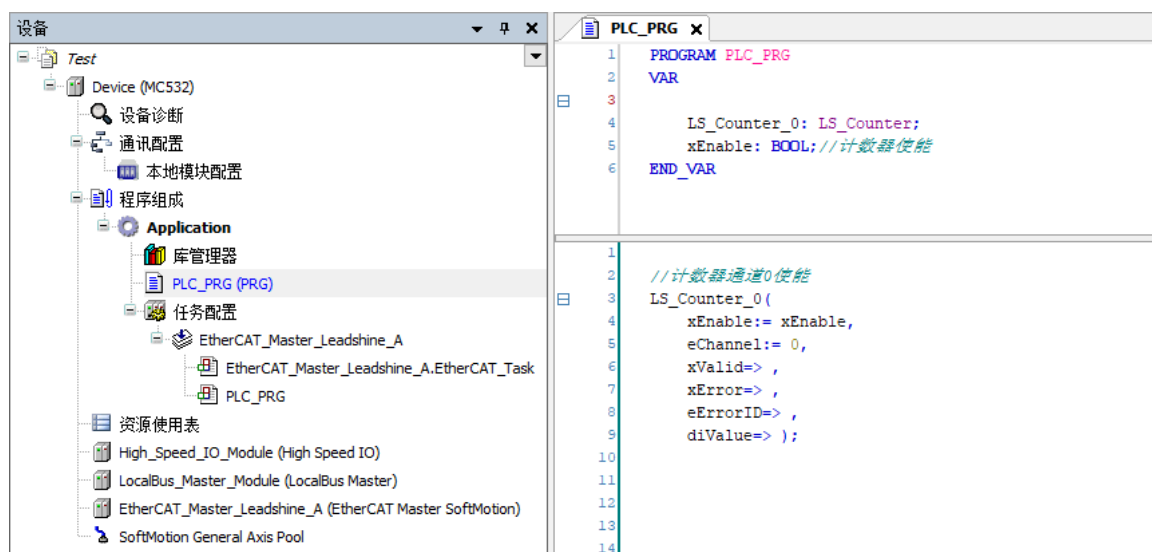 设备
Test
Device (MC532)
设备诊断
通讯配置
本地模块配置
程序组成
Application
库管理器
PLC_PRG (PRG)
任务配置
EtherCAT_Master_Leadshine_A
EtherCAT_Master_Leadshine_A.EtherCAT_Task
PLC_PRG
资源使用表
High_Speed_IO_Module (High Speed IO)
LocalBus_Master_Module (LocalBus Master)
EtherCAT_Master_Leadshine_A (EtherCAT Master SoftMotion)
SoftMotion General Axis Pool
PLC_PRG
1 PROGRAM PLC_PRG
2 VAR
3
4 LS_Counter_0: LS_Counter;
5 xEnable: BOOL;//计数器使能
6 END_VAR
1
2 //计数器通道0使能
3 LS_Counter_0(
4 xEnable:= xEnable,
5 eChannel:= 0,
6 xValid=> ,
7 xError=> ,
8 eErrorID=> ,
9 diValue=> );
10
11
12
13
14